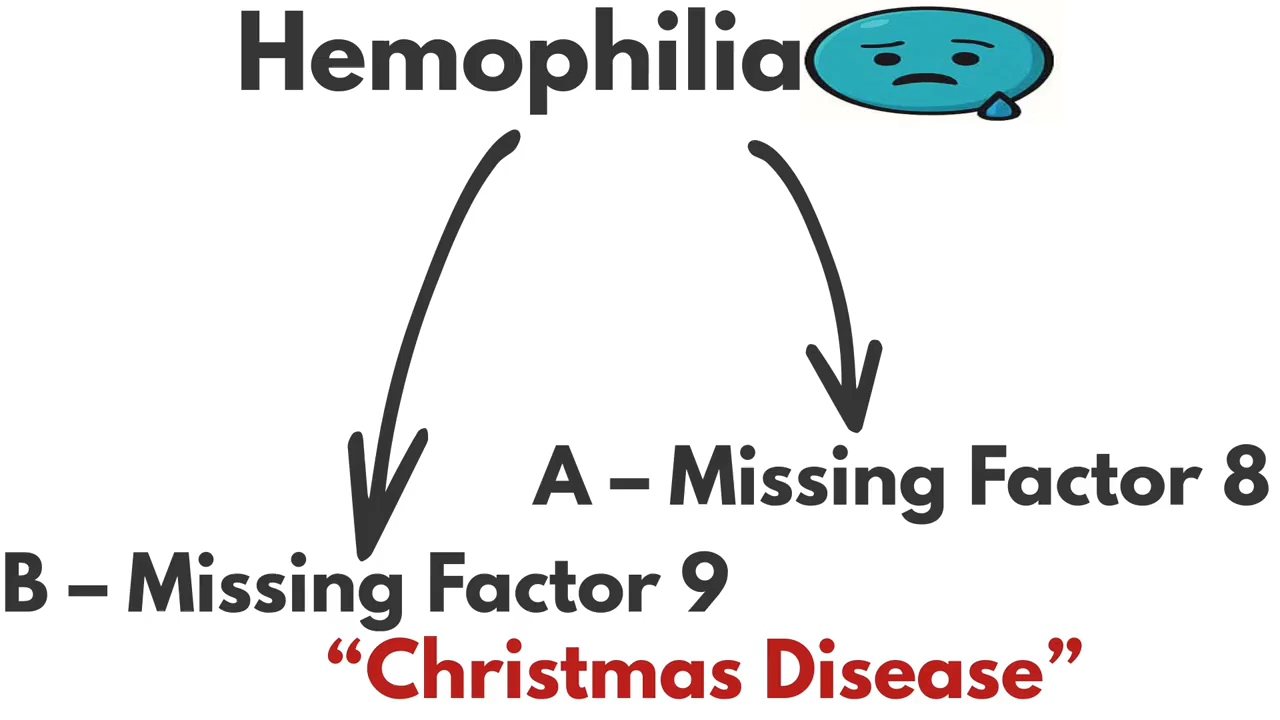 Hemophilia
A – Missing Factor 8
B – Missing Factor 9
“Christmas Disease”